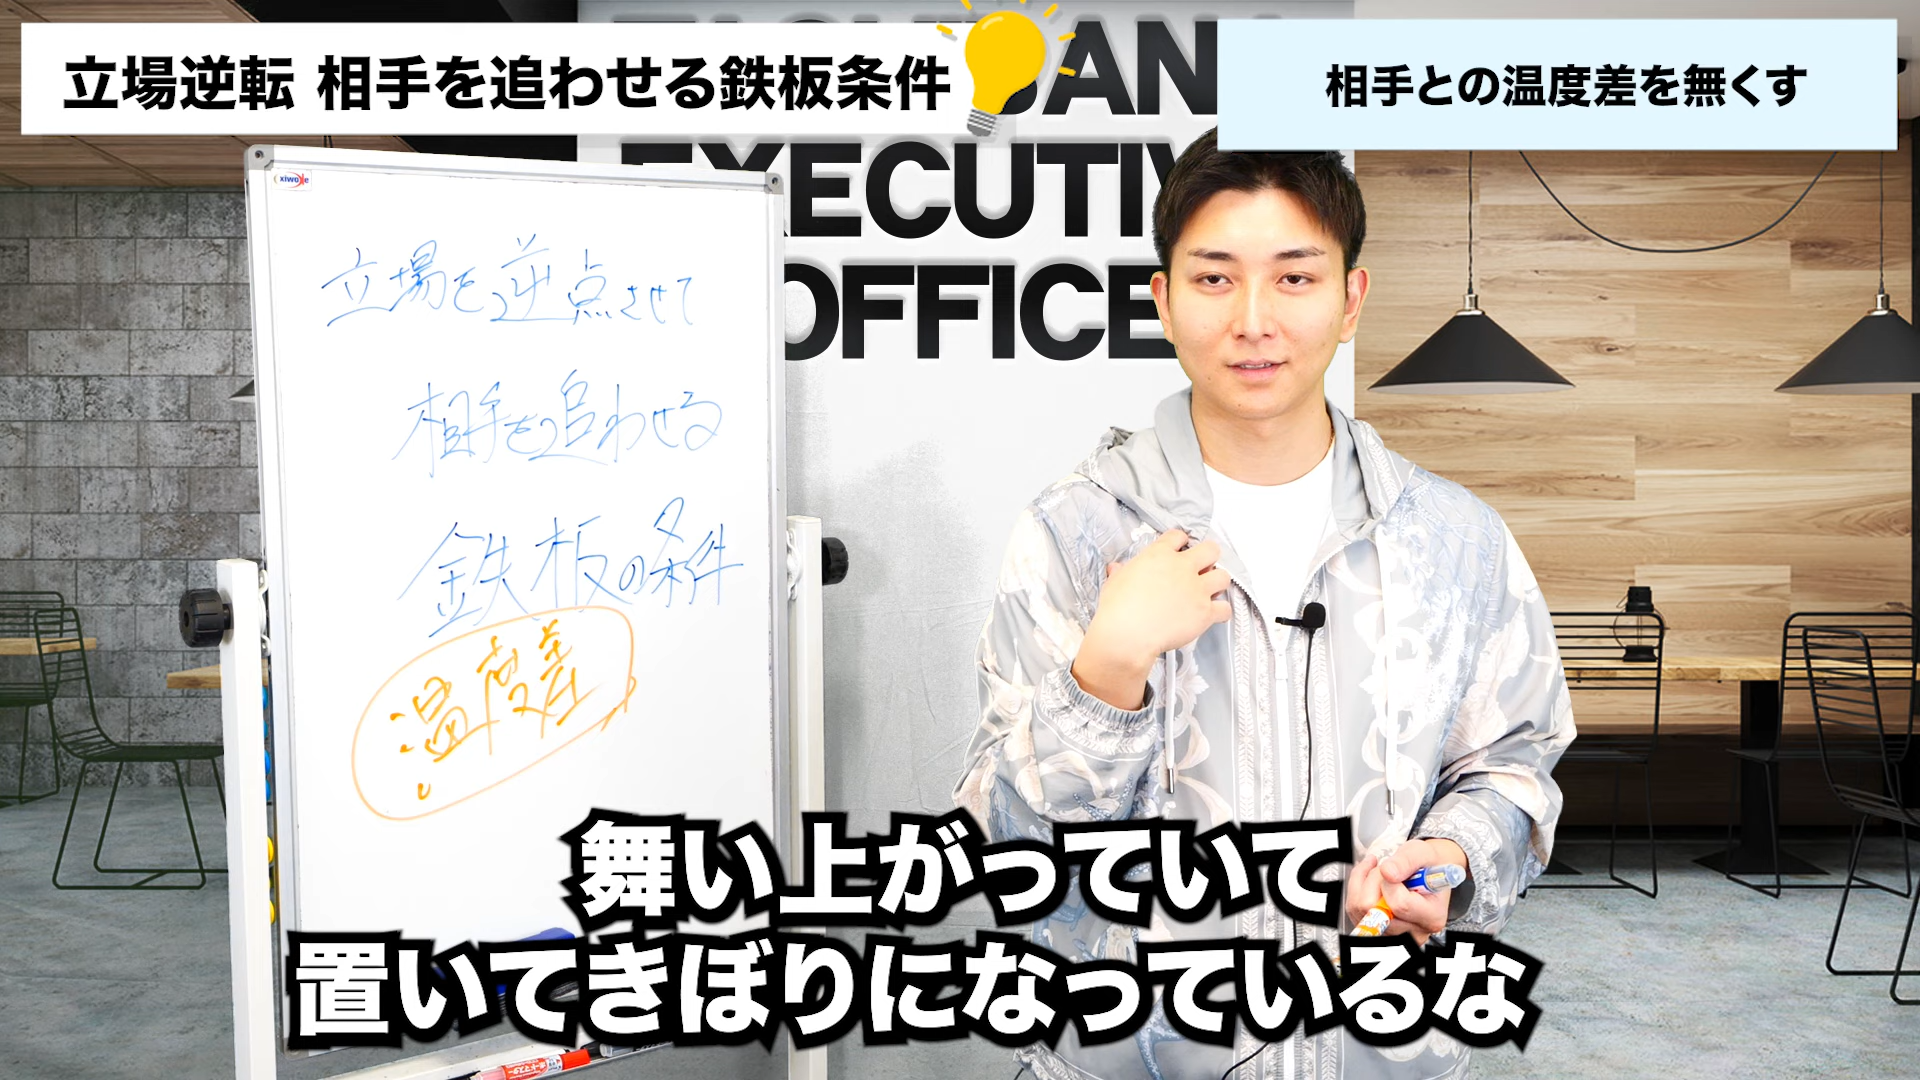 立場逆転 相手を追わせる鉄板条件
相手との温度差を無くす
EXECUTIV
OFFICE
立場を逆点させて
相手を追わせる
鉄板の条件
温度差
舞い上がっていて
置いてきぼりになっているな